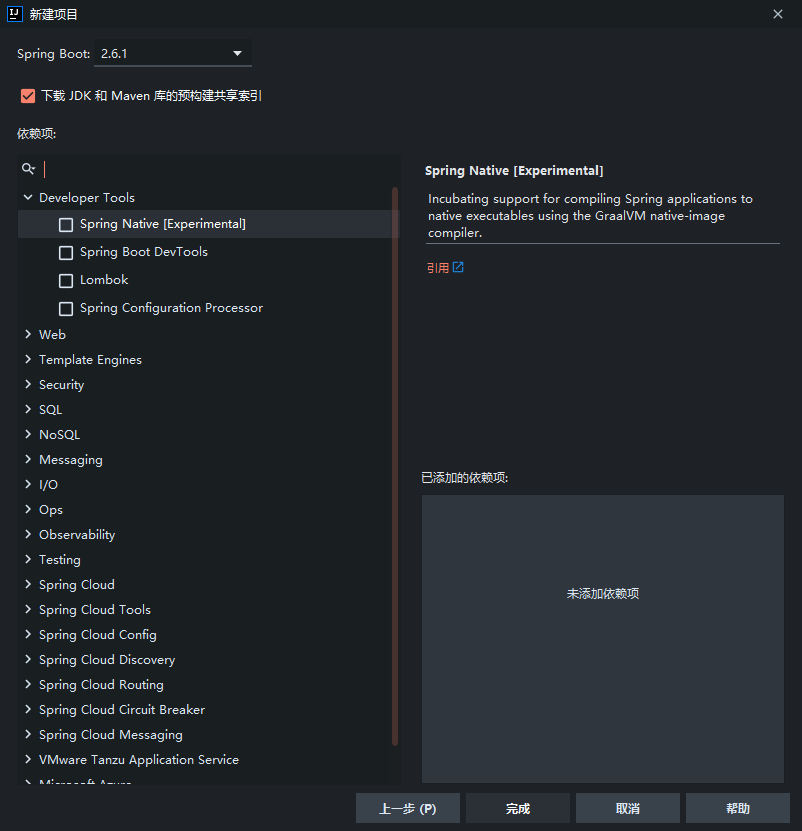 新建项目
Spring Boot: 2.6.1
下载 JDK 和 Maven 库的预构建共享索引
依赖项:
Developer Tools
Spring Native [Experimental]
Spring Boot DevTools
Lombok
Spring Configuration Processor
Web
Template Engines
Security
SQL
NoSQL
Messaging
I/O
Ops
Observability
Testing
Spring Cloud
Spring Cloud Tools
Spring Cloud Config
Spring Cloud Discovery
Spring Cloud Routing
Spring Cloud Circuit Breaker
Spring Cloud Messaging
VMware Tanzu Application Service
Microsoft Azure
Spring Native [Experimental]
Incubating support for compiling Spring applications to
native executables using the GraalVM native-image
compiler.
引用
已添加的依赖项:
未添加依赖项
上一步 (P)
完成
取消
帮助